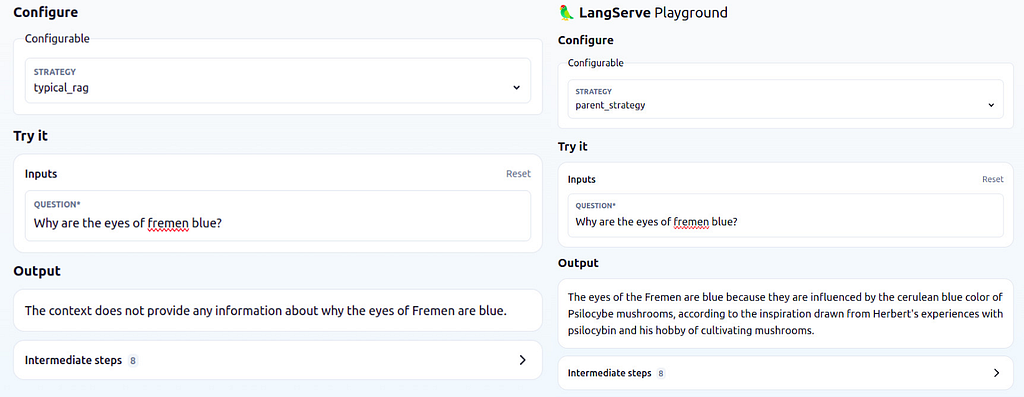 Configure
Configurable
STRATEGY
typical_rag
Try it
Inputs
Reset
QUESTION*
Why are the eyes of fremen blue?
Output
The context does not provide any information about why the eyes of Fremen are blue.
Intermediate steps 8
LangServe Playground
Configure
Configurable
STRATEGY
parent_strategy
Try it
Inputs
Reset
QUESTION*
Why are the eyes of fremen blue?
Output
The eyes of the Fremen are blue because they are influenced by the cerulean blue color of
Psilocybe mushrooms, according to the inspiration drawn from Herbert's experiences with
psilocybin and his hobby of cultivating mushrooms.
Intermediate steps 8